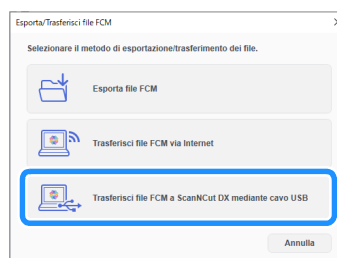 Esporta/Trasferisci file FCM
Selezionare il metodo di esportazione/trasferimento dei file.
Esporta file FCM
Trasferisci file FCM via Internet
Trasferisci file FCM a ScanNCut DX mediante cavo USB
Annulla